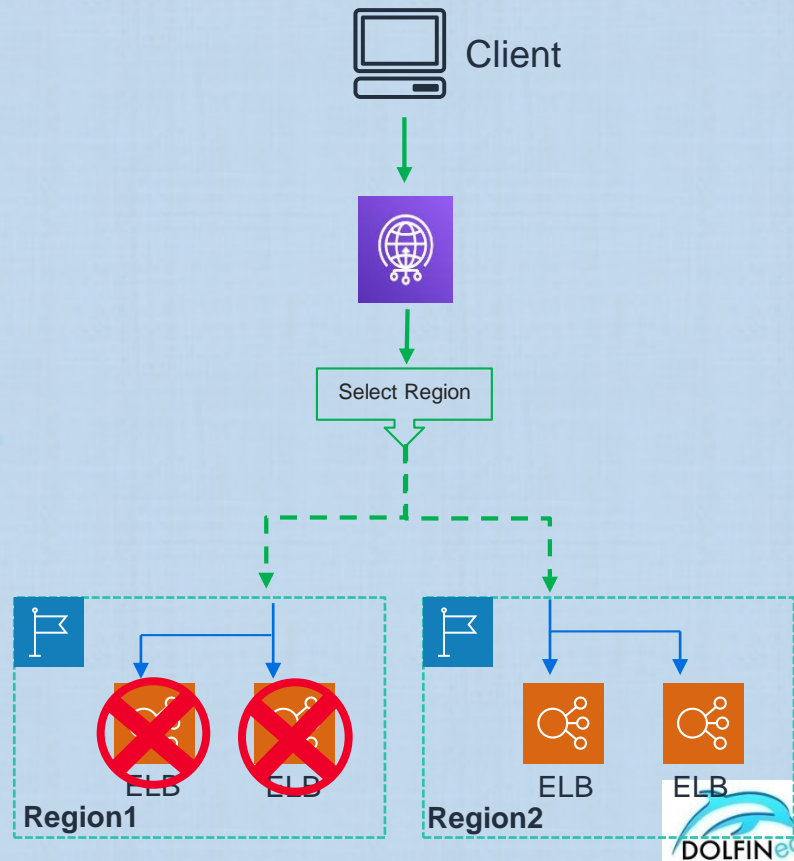 Client
Select Region
ELB
ELB
Region1
ELB
ELB
Region2
DOLFIN